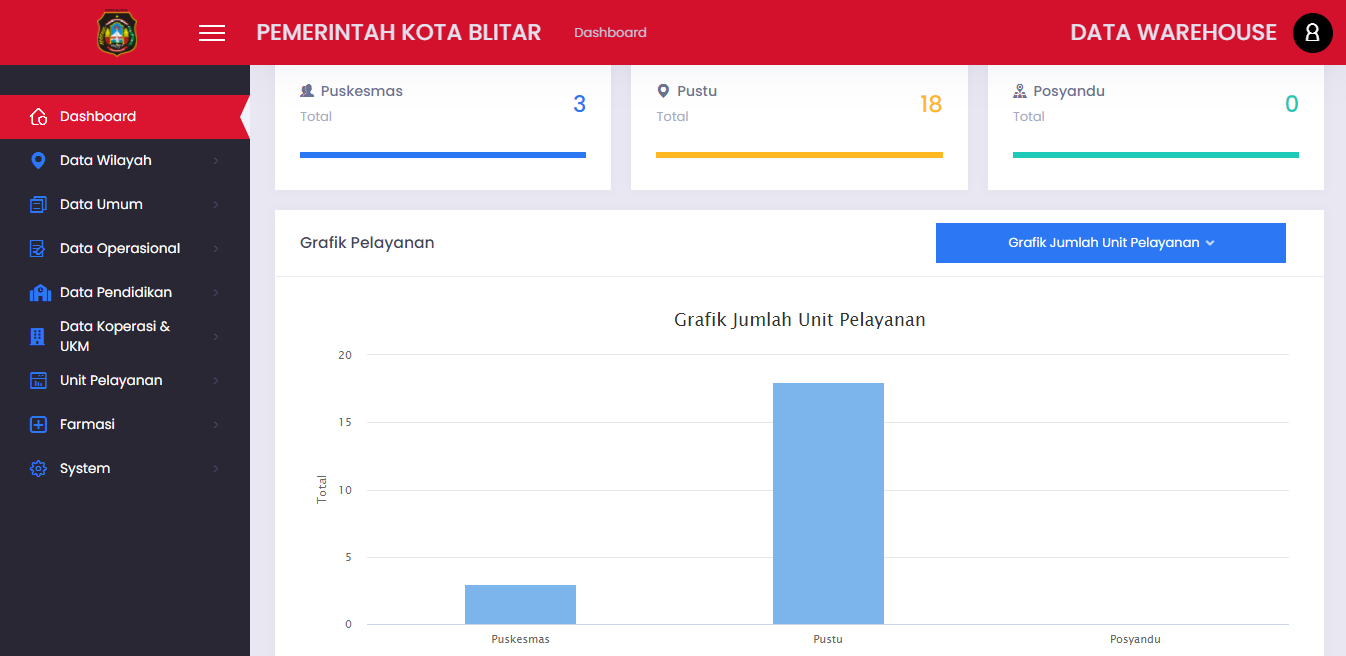 PEMERINTAH KOTA BLITAR
Dashboard
DATA WAREHOUSE
Dashboard
Data Wilayah
Data Umum
Data Operasional
Data Pendidikan
Data Koperasi &
UKM
Unit Pelayanan
Farmasi
System
Puskesmas
Total
3
Pustu
Total
18
Posyandu
Total
0
Grafik Pelayanan
Grafik Jumlah Unit Pelayanan
Grafik Jumlah Unit Pelayanan
Total
20
15
10
5
0
Puskesmas
Pustu
Posyandu